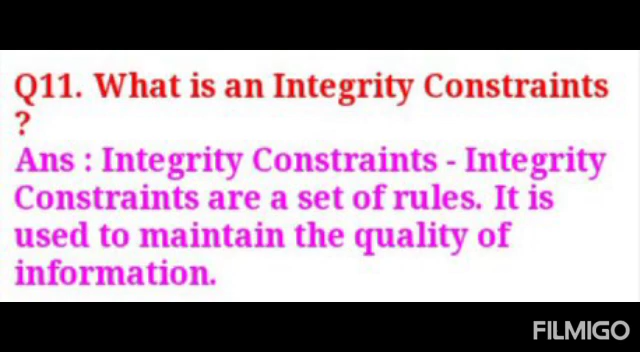 Q11. What is an Integrity Constraints
?
Ans : Integrity Constraints - Integrity
Constraints are a set of rules. It is
used to maintain the quality of
information.
FILMIGO